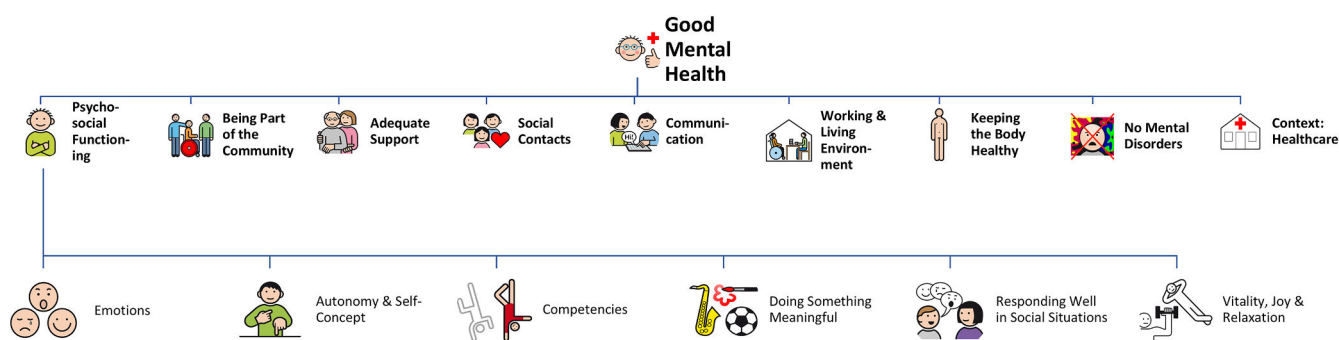 Good
Mental
Health
Psycho-
social
Function-
ing
Being Part
of the
Community
Adequate
Support
Social
Contacts
Hi!
Communi-
cation
Working &
Living
Environ-
ment
Keeping
the Body
Healthy
No Mental
Disorders
Context:
Healthcare
Emotions
Autonomy & Self-
Concept
Competencies
Doing Something
Meaningful
Responding Well
in Social Situations
Vitality, Joy &
Relaxation